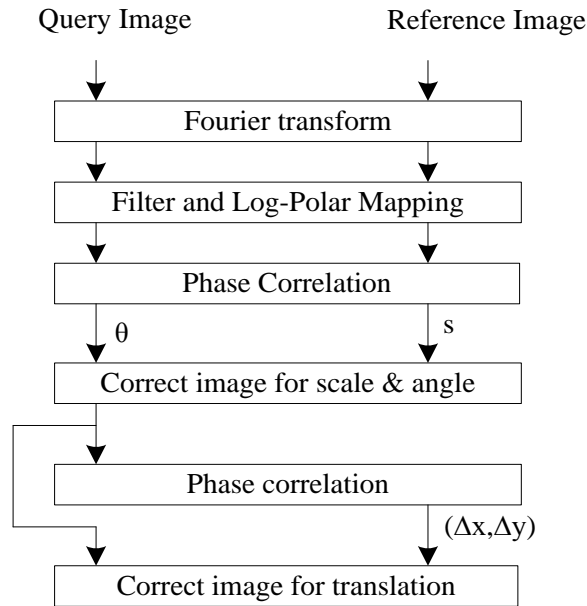 Query Image
Reference Image
Fourier transform
Filter and Log-Polar Mapping
Phase Correlation
θ
s
Correct image for scale & angle
Phase correlation
(Δx,Δy)
Correct image for translation